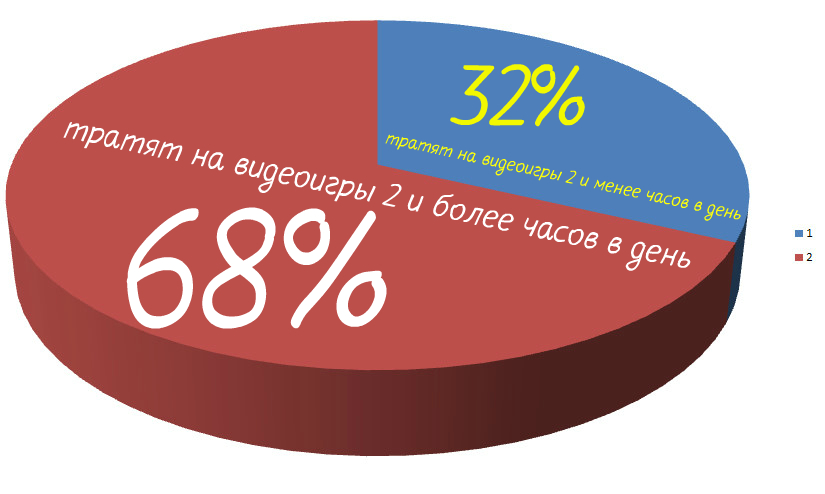 32%
тратят на видеоигры 2 и менее часов в день
тратят на видеоигры 2 и более часов в день
68%
1
2